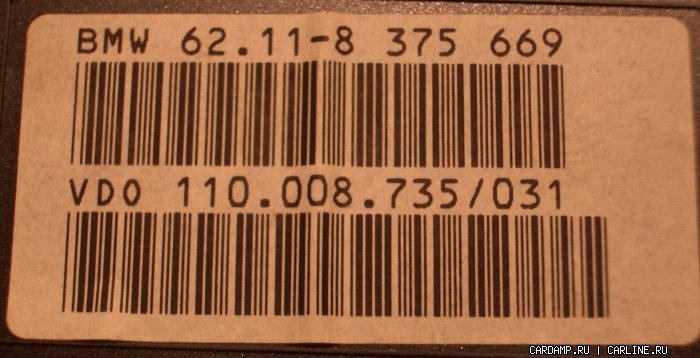 BMW 62.11-8 375 669
VDO 110.008.735/031
CARDAMP.RU | CARLINE.RU